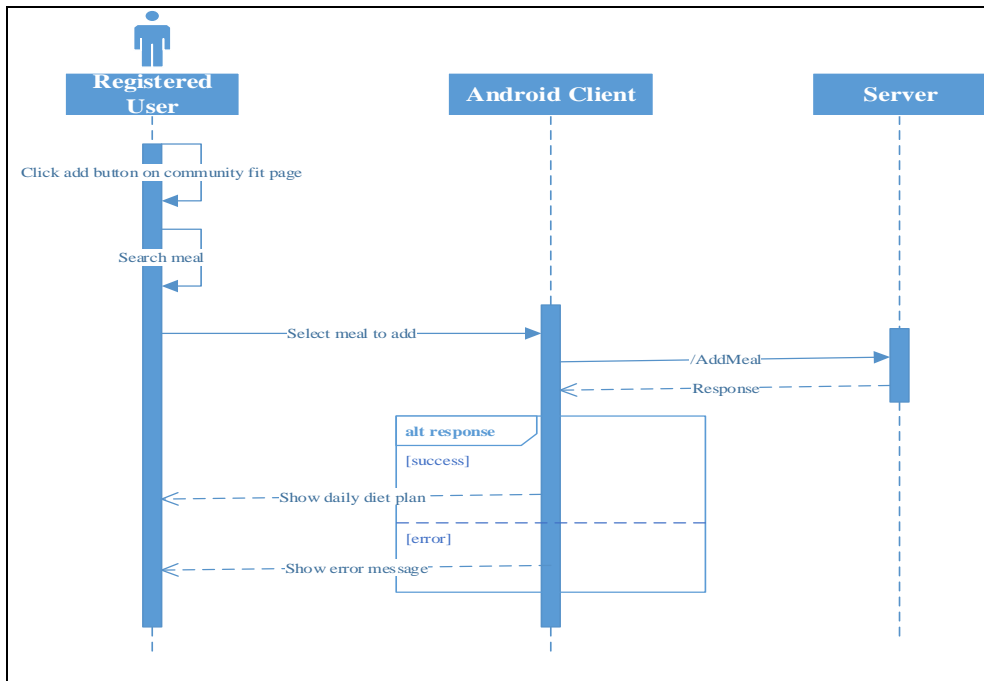 Registered
User
Android Client
Server
Click add button on community fit page
Search meal
Select meal to add
/AddMeal
Response
alt response
[success]
Show daily diet plan
[error]
Show error message